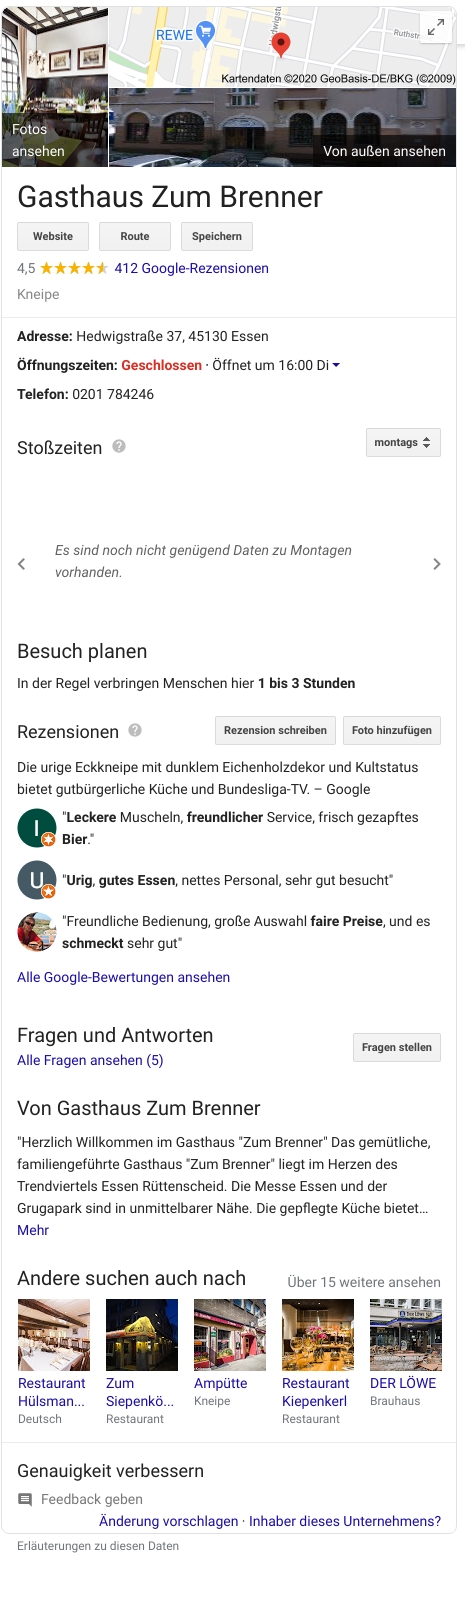 REWE
Hedwigst
Ruthstr
Kartendaten ©2020 GeoBasis-DE/BKG (©2009)
Fotos
ansehen
Von außen ansehen
Gasthaus Zum Brenner
Website
Route
Speichern
4,5 412 Google-Rezensionen
Kneipe
Adresse: Hedwigstraße 37, 45130 Essen
Öffnungszeiten: Geschlossen · Öffnet um 16:00 Di
Telefon: 0201 784246
Stoßzeiten ?
montags
Es sind noch nicht genügend Daten zu Montagen
vorhanden.
Besuch planen
In der Regel verbringen Menschen hier 1 bis 3 Stunden
Rezensionen ?
Rezension schreiben
Foto hinzufügen
Die urige Eckkneipe mit dunklem Eichenholzdekor und Kultstatus
bietet gutbürgerliche Küche und Bundesliga-TV. – Google
I
"Leckere Muscheln, freundlicher Service, frisch gezapftes
Bier."
U
"Urig, gutes Essen, nettes Personal, sehr gut besucht"
"Freundliche Bedienung, große Auswahl faire Preise, und es
schmeckt sehr gut"
Alle Google-Bewertungen ansehen
Fragen und Antworten
Alle Fragen ansehen (5)
Fragen stellen
Von Gasthaus Zum Brenner
"Herzlich Willkommen im Gasthaus "Zum Brenner" Das gemütliche,
familiengeführte Gasthaus "Zum Brenner" liegt im Herzen des
Trendviertels Essen Rüttenscheid. Die Messe Essen und der
Grugapark sind in unmittelbarer Nähe. Die gepflegte Küche bietet…
Mehr
Andere suchen auch nach
Über 15 weitere ansehen
Restaurant
Hülsman...
Deutsch
Zum
Siepenkö...
Restaurant
Ampütte
Kneipe
Restaurant
Kiepenkerl
Restaurant
DER LÖWE
Brauhaus
Genauigkeit verbessern
Feedback geben
Änderung vorschlagen · Inhaber dieses Unternehmens?
Erläuterungen zu diesen Daten